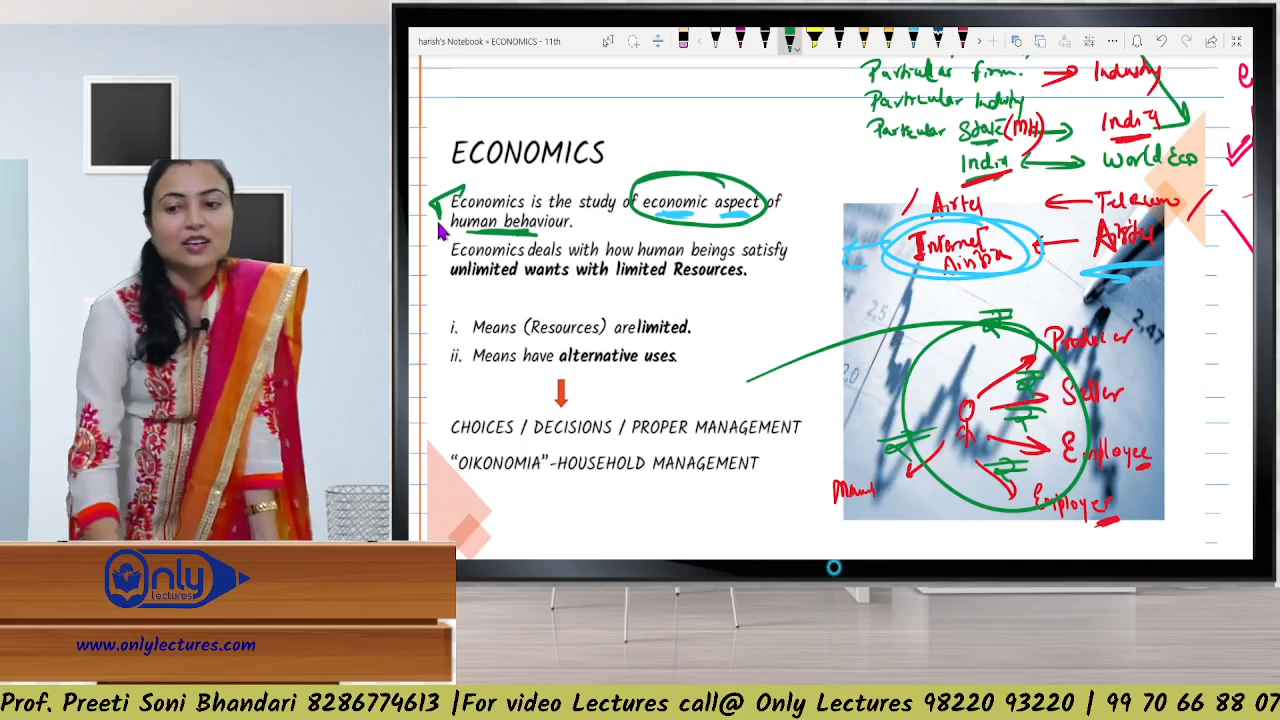 harish's Notebook » ECONOMICS - 11th
Particular firm. → Industry
Particular Industry
Particular State (MH) → India
India ↔ World Eco
ECONOMICS
Economics is the study of economic aspect of
human behaviour.
Economics deals with how human beings satisfy
unlimited wants with limited Resources.
i. Means (Resources) are limited.
ii. Means have alternative uses.
CHOICES / DECISIONS / PROPER MANAGEMENT
"OIKONOMIA"-HOUSEHOLD MANAGEMENT
/ Airtel ← Telecom /
Internet
Airtel
2,5
2,47
Producer
Seller
Employee
Employer
Only
lectures
www.onlylectures.com
Prof. Preeti Soni Bhandari 8286774613 |For video Lectures call@ Only Lectures 98220 93220 | 99 70 66 88 07